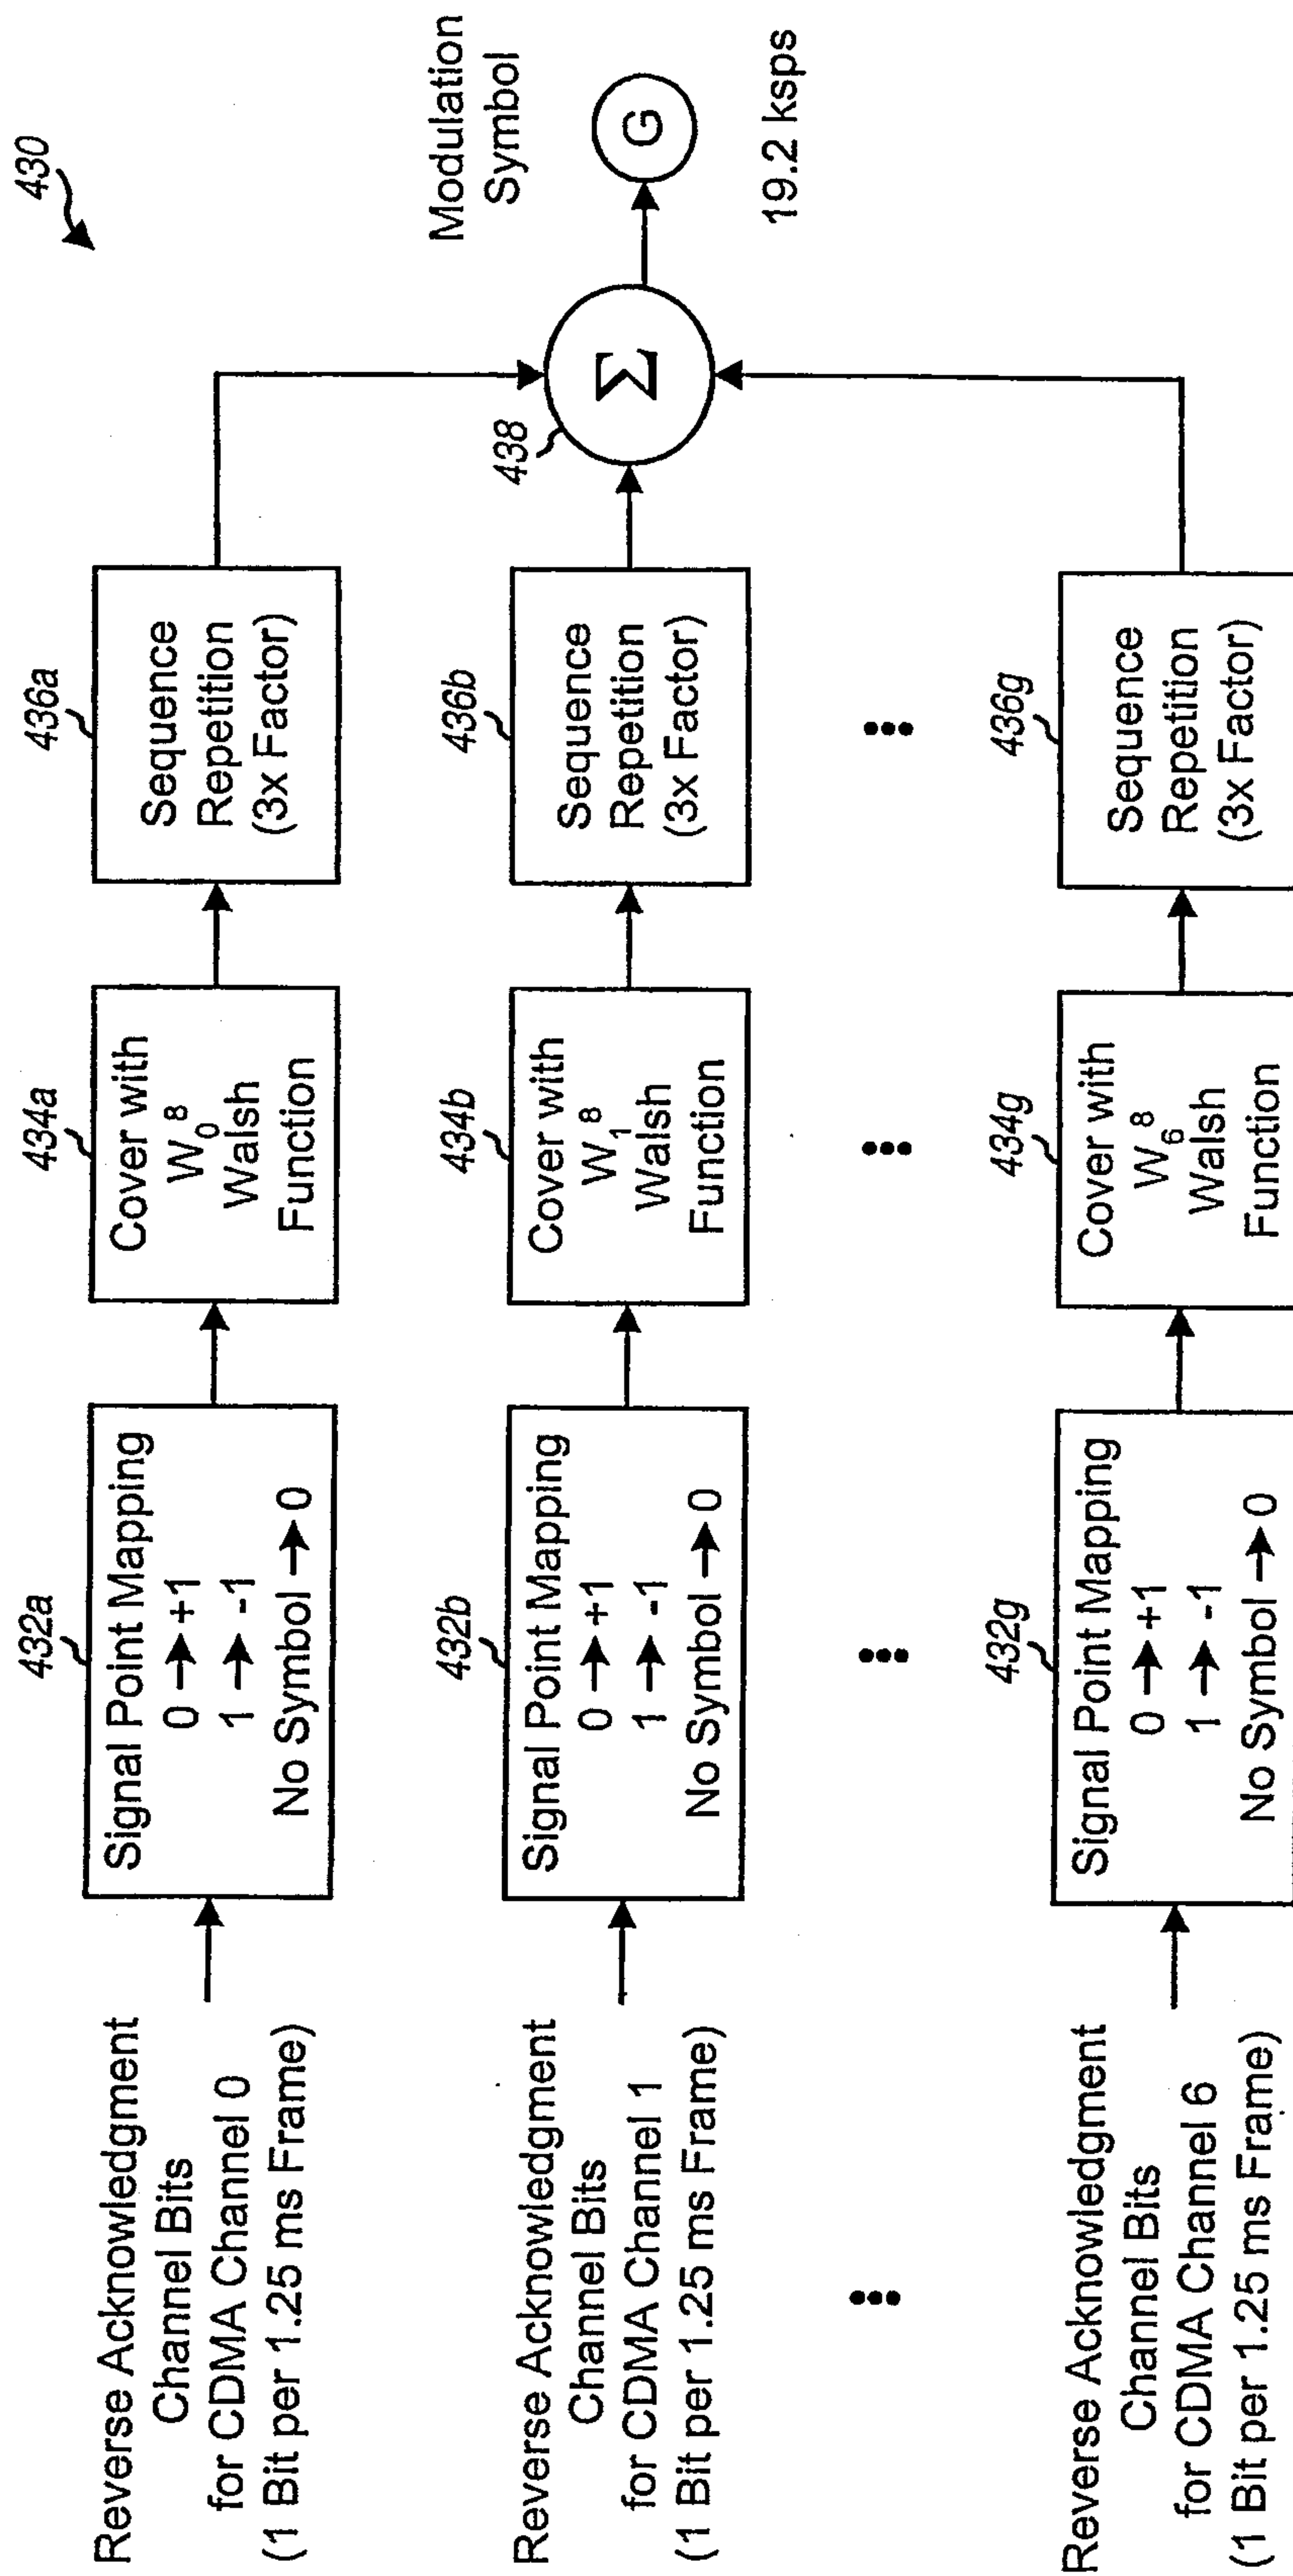 430
Reverse Acknowledgment
Channel Bits
for CDMA Channel 0
(1 Bit per 1.25 ms Frame)
432a
Signal Point Mapping
0 → +1
1 → -1
No Symbol → 0
434a
Cover with
W₀⁸
Walsh
Function
436a
Sequence
Repetition
(3x Factor)
Reverse Acknowledgment
Channel Bits
for CDMA Channel 1
(1 Bit per 1.25 ms Frame)
432b
Signal Point Mapping
0 → +1
1 → -1
No Symbol → 0
434b
Cover with
W₁⁸
Walsh
Function
436b
Sequence
Repetition
(3x Factor)
438
Σ
Modulation
Symbol
G
19.2 ksps
•••
•••
•••
•••
Reverse Acknowledgment
Channel Bits
for CDMA Channel 6
(1 Bit per 1.25 ms Frame)
432g
Signal Point Mapping
0 → +1
1 → -1
No Symbol → 0
434g
Cover with
W₆⁸
Walsh
Function
436g
Sequence
Repetition
(3x Factor)